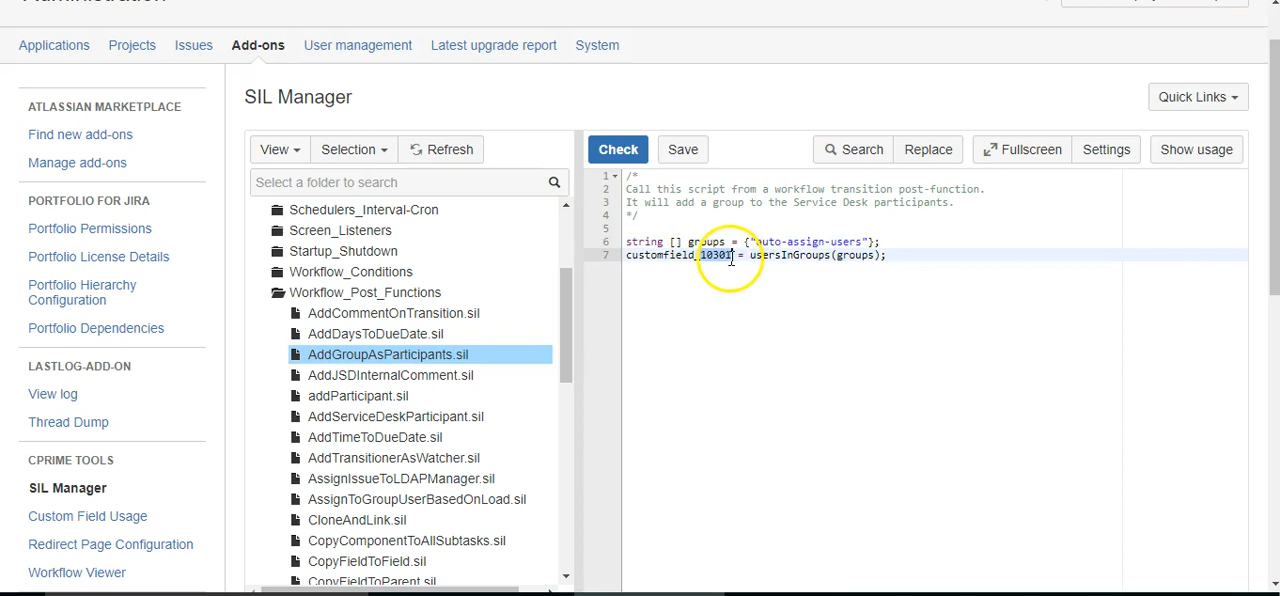 Administration
Applications Projects Issues Add-ons User management Latest upgrade report System
ATLASSIAN MARKETPLACE
Find new add-ons
Manage add-ons
PORTFOLIO FOR JIRA
Portfolio Permissions
Portfolio License Details
Portfolio Hierarchy
Configuration
Portfolio Dependencies
LASTLOG-ADD-ON
View log
Thread Dump
CPRIME TOOLS
SIL Manager
Custom Field Usage
Redirect Page Configuration
Workflow Viewer
SIL Manager
Quick Links
View Selection Refresh
Select a folder to search
Schedulers_Interval-Cron
Screen_Listeners
Startup_Shutdown
Workflow_Conditions
Workflow_Post_Functions
AddCommentOnTransition.sil
AddDaysToDueDate.sil
AddGroupAsParticipants.sil
AddJSDInternalComment.sil
addParticipant.sil
AddServiceDeskParticipant.sil
AddTimeToDueDate.sil
AddTransitionerAsWatcher.sil
AssignIssueToLDAPManager.sil
AssignToGroupUserBasedOnLoad.sil
CloneAndLink.sil
CopyComponentToAllSubtasks.sil
CopyFieldToField.sil
CopyFieldToParent.sil
Check Save Search Replace Fullscreen Settings Show usage
1 /*
2 Call this script from a workflow transition post-function.
3 It will add a group to the Service Desk participants.
4 */
5
6 string [] groups = {"auto-assign-users"};
7 customfield_10301 = usersInGroups(groups);